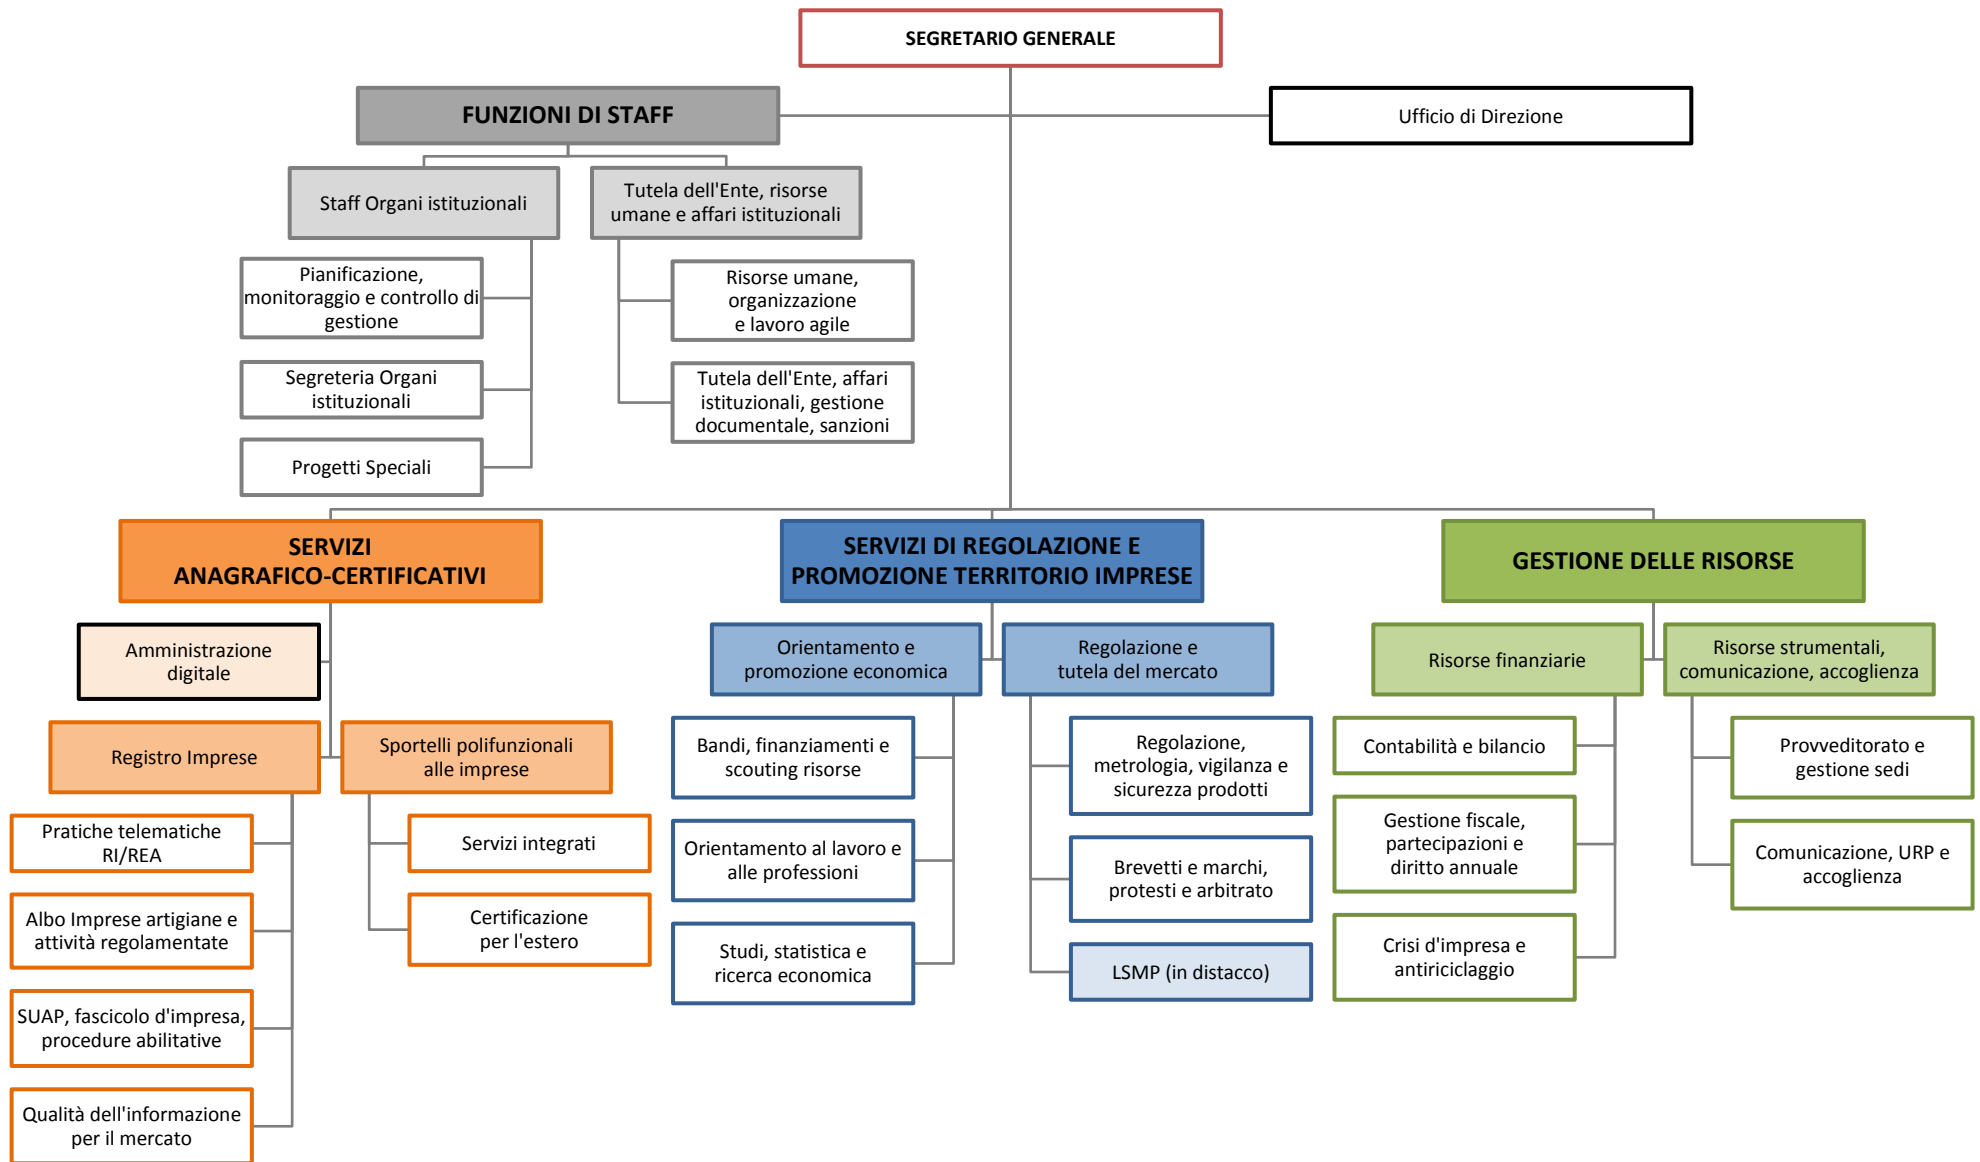 SEGRETARIO GENERALE
FUNZIONI DI STAFF
Ufficio di Direzione
Staff Organi istituzionali
Tutela dell'Ente, risorse
umane e affari istituzionali
Pianificazione,
monitoraggio e controllo di
gestione
Segreteria Organi
istituzionali
Progetti Speciali
Risorse umane,
organizzazione
e lavoro agile
Tutela dell'Ente, affari
istituzionali, gestione
documentale, sanzioni
SERVIZI
ANAGRAFICO-CERTIFICATIVI
Amministrazione
digitale
Registro Imprese
Pratiche telematiche
RI/REA
Albo Imprese artigiane e
attività regolamentate
SUAP, fascicolo d'impresa,
procedure abilitative
Qualità dell'informazione
per il mercato
Sportelli polifunzionali
alle imprese
Servizi integrati
Certificazione
per l'estero
SERVIZI DI REGOLAZIONE E
PROMOZIONE TERRITORIO IMPRESE
Orientamento e
promozione economica
Bandi, finanziamenti e
scouting risorse
Orientamento al lavoro e
alle professioni
Studi, statistica e
ricerca economica
Regolazione e
tutela del mercato
Regolazione,
metrologia, vigilanza e
sicurezza prodotti
Brevetti e marchi,
protesti e arbitrato
LSMP (in distacco)
GESTIONE DELLE RISORSE
Risorse finanziarie
Contabilità e bilancio
Gestione fiscale,
partecipazioni e
diritto annuale
Crisi d'impresa e
antiriciclaggio
Risorse strumentali,
comunicazione, accoglienza
Provveditorato e
gestione sedi
Comunicazione, URP e
accoglienza